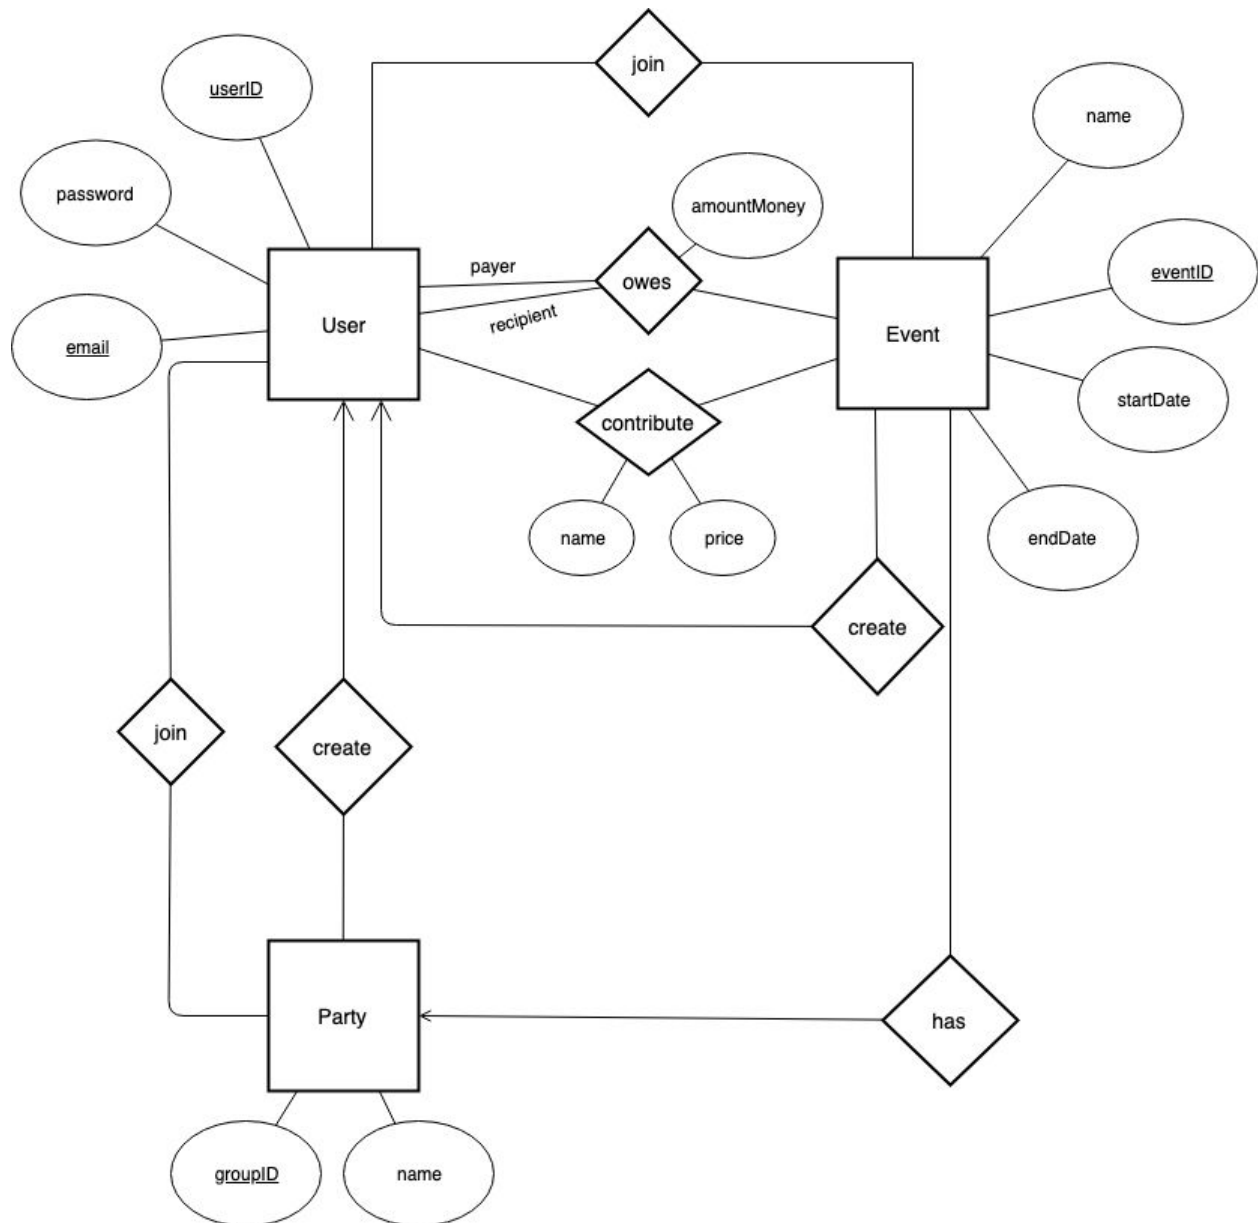 join
userID
name
password
amountMoney
payer
owes
eventID
recipient
User
Event
email
startDate
contribute
name
price
endDate
create
join
create
Party
has
groupID
name